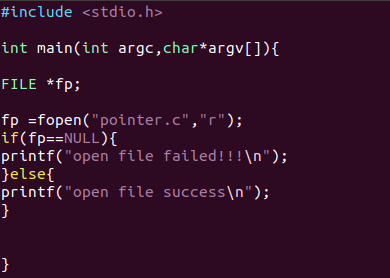 #include <stdio.h>
int main(int argc,char*argv[]){
FILE *fp;
fp =fopen("pointer.c","r");
if(fp==NULL){
printf("open file failed!!!\n");
}else{
printf("open file success\n");
}
}